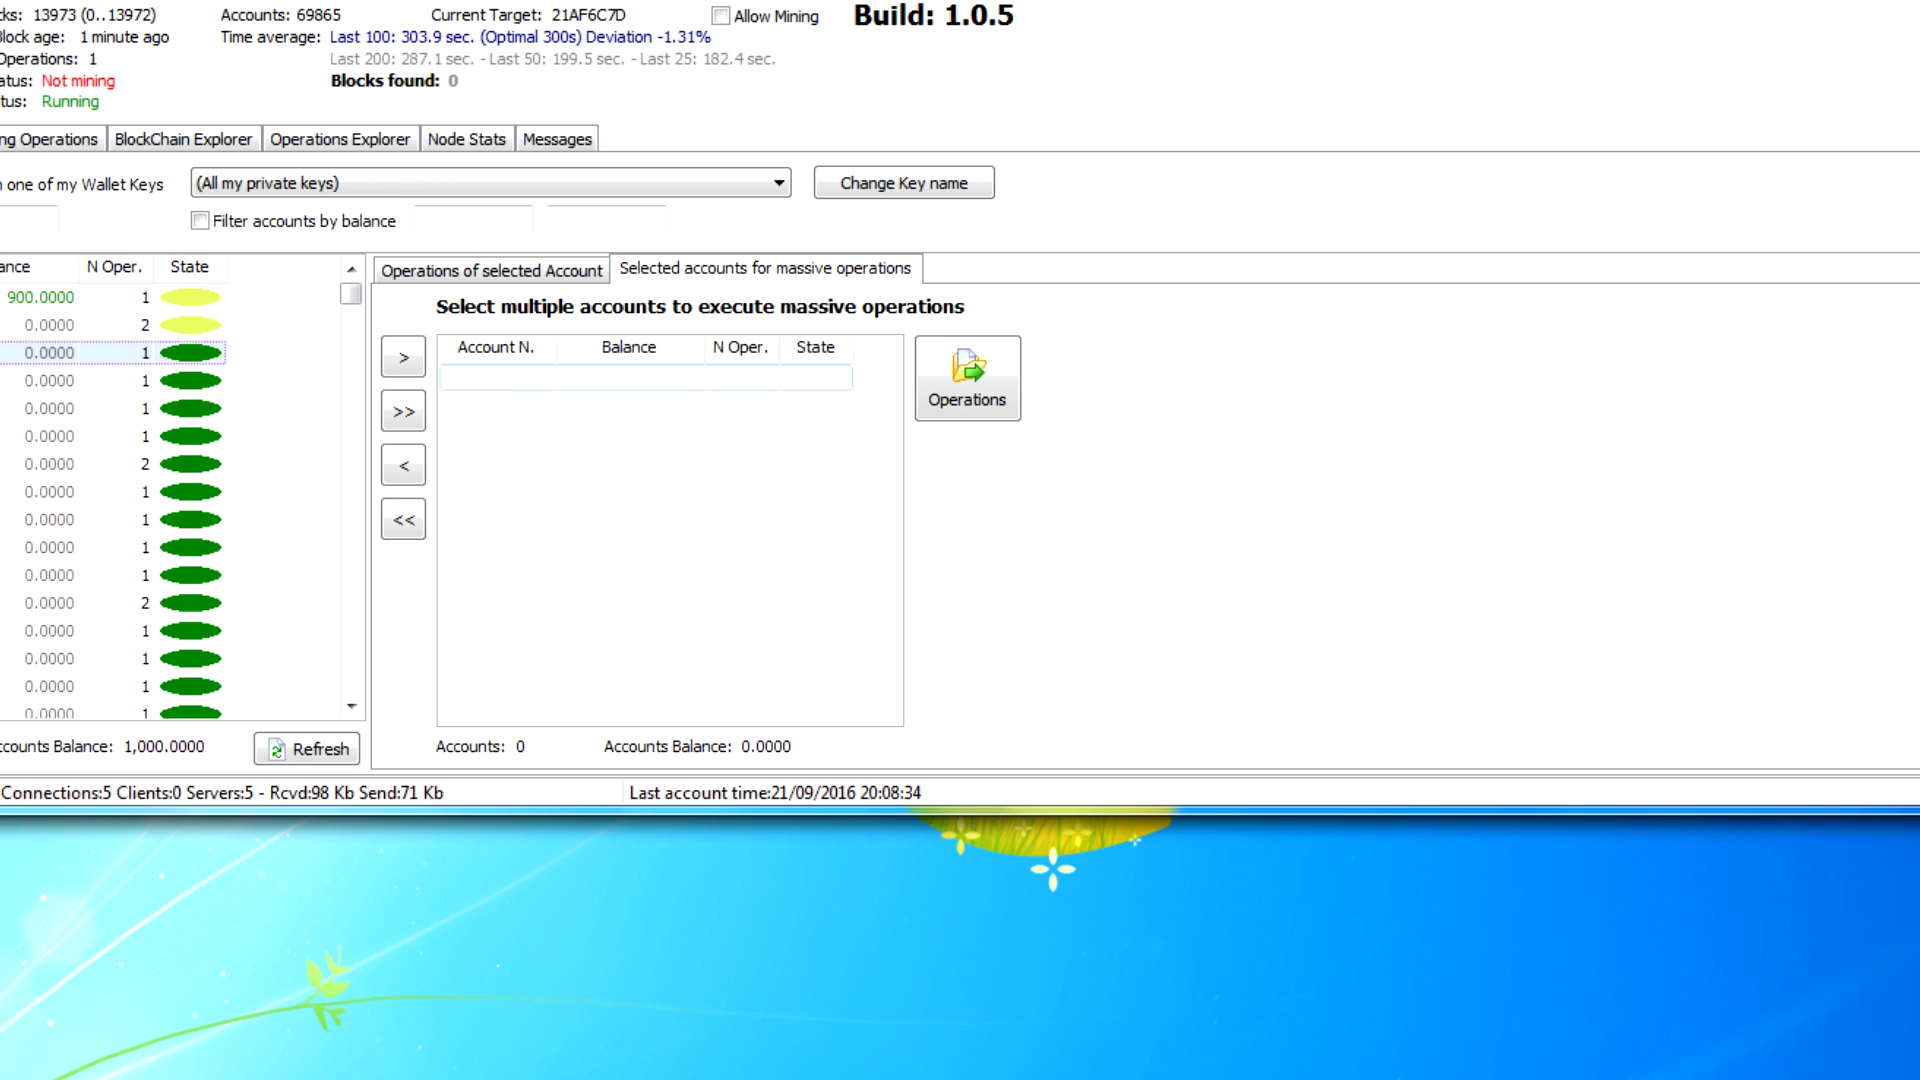 cks: 13973 (0..13972) Accounts: 69865 Current Target: 21AF6C7D Allow Mining Build: 1.0.5
lock age: 1 minute ago Time average: Last 100: 303.9 sec. (Optimal 300s) Deviation -1.31%
Operations: 1 Last 200: 287.1 sec. - Last 50: 199.5 sec. - Last 25: 182.4 sec.
atus: Not mining Blocks found: 0
tus: Running
ng Operations BlockChain Explorer Operations Explorer Node Stats Messages
one of my Wallet Keys (All my private keys) Change Key name
Filter accounts by balance
ance N Oper. State Operations of selected Account Selected accounts for massive operations
900.0000 1 Select multiple accounts to execute massive operations
0.0000 2
0.0000 1 > Account N. Balance N Oper. State Operations
0.0000 1
0.0000 1 >>
0.0000 1
0.0000 2 <
0.0000 1
0.0000 1 <<
0.0000 1
0.0000 1
0.0000 2
0.0000 1
0.0000 1
0.0000 1
0.0000 1
ccounts Balance: 1,000.0000 Refresh Accounts: 0 Accounts Balance: 0.0000
Connections:5 Clients:0 Servers:5 - Rcvd:98 Kb Send:71 Kb Last account time:21/09/2016 20:08:34